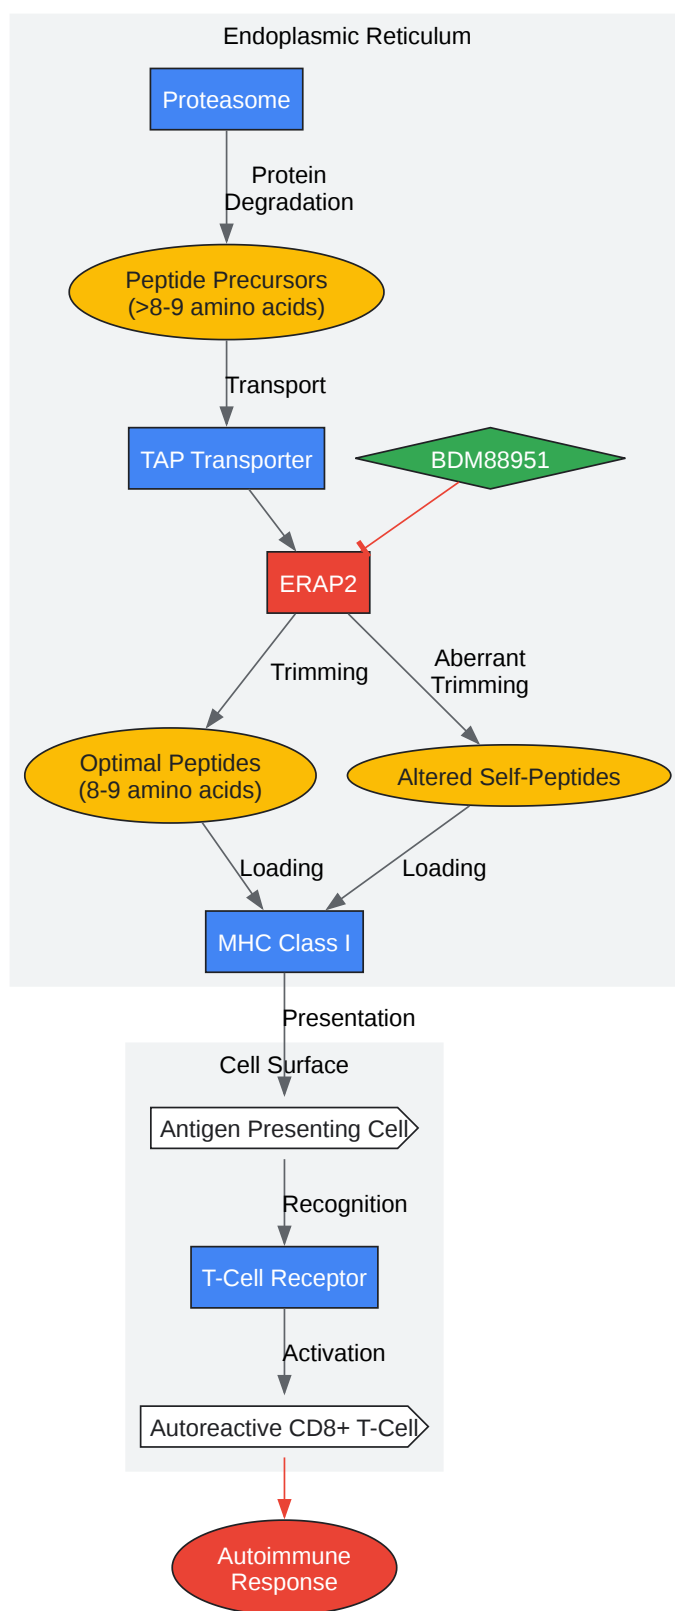 Endoplasmic Reticulum
Proteasome
Protein
Degradation
Peptide Precursors
(>8-9 amino acids)
Transport
TAP Transporter
BDM88951
ERAP2
Trimming
Aberrant
Trimming
Optimal Peptides
(8-9 amino acids)
Altered Self-Peptides
Loading
Loading
MHC Class I
Presentation
Cell Surface
Antigen Presenting Cell
Recognition
T-Cell Receptor
Activation
Autoreactive CD8+ T-Cell
Autoimmune
Response